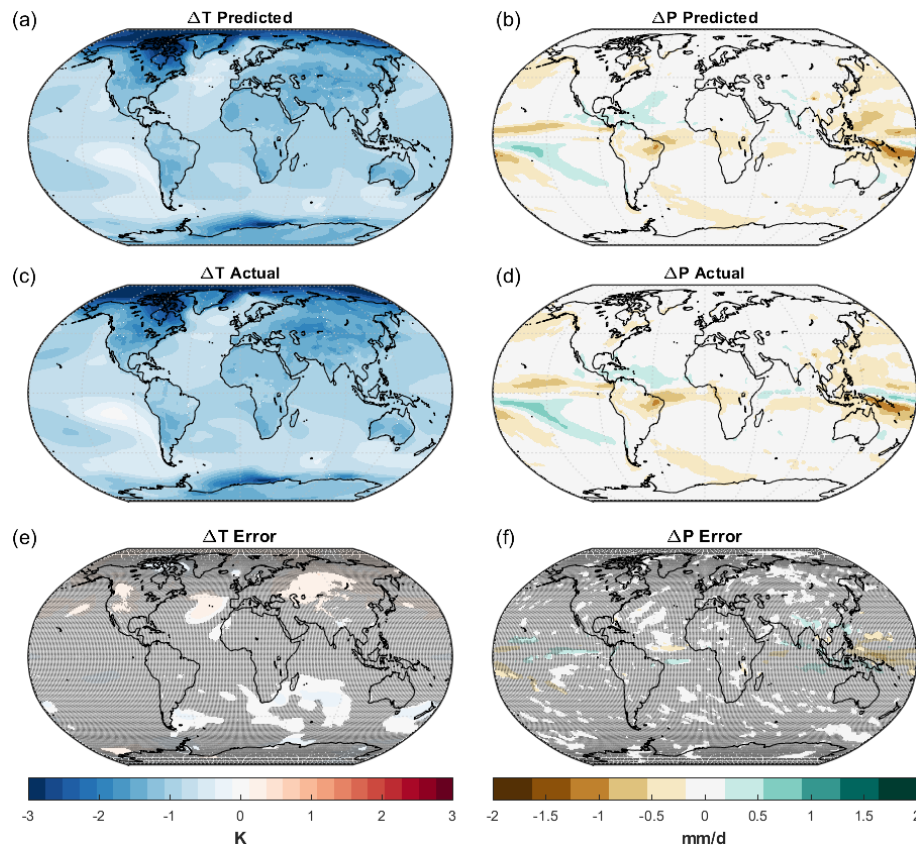 (a) ΔT Predicted
(b) ΔP Predicted
(c) ΔT Actual
(d) ΔP Actual
(e) ΔT Error
(f) ΔP Error
-3 -2 -1 0 1 2 3
K
-2 -1.5 -1 -0.5 0 0.5 1 1.5 2
mm/d